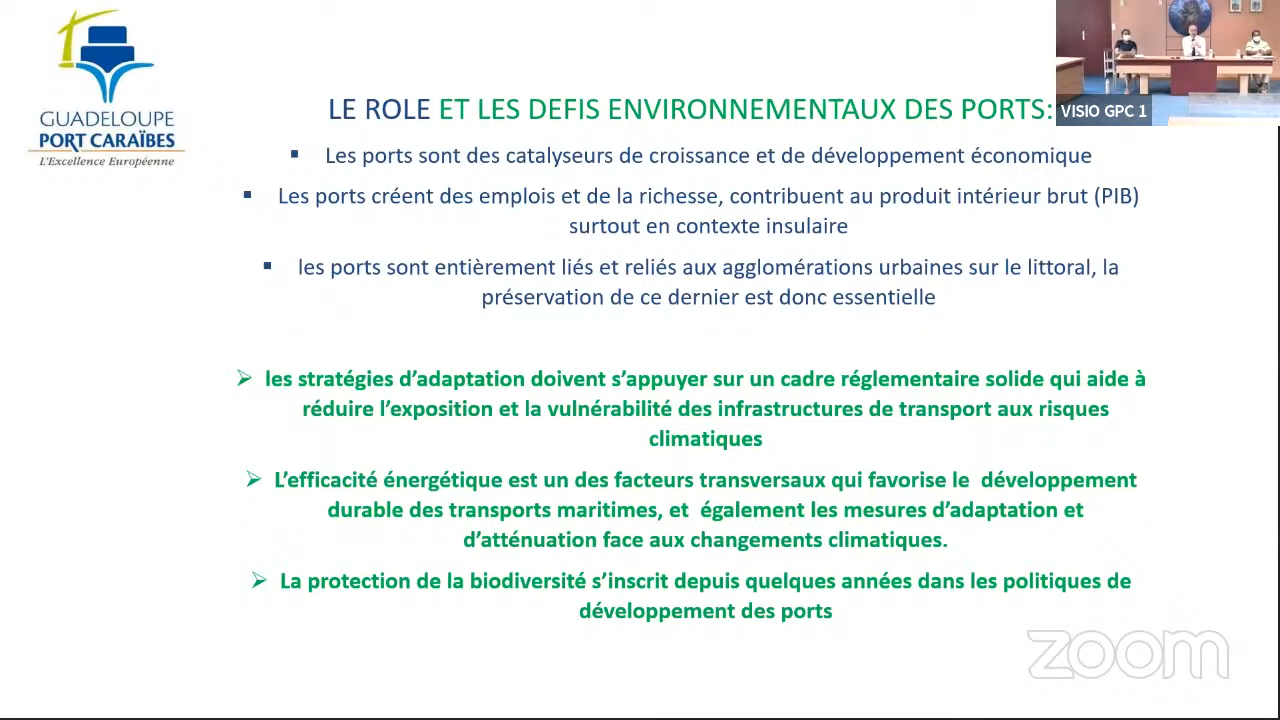 GUADELOUPE
PORT CARAÏBES
L'Excellence Européenne
VISIO GPC 1
LE ROLE ET LES DEFIS ENVIRONNEMENTAUX DES PORTS:
▪ Les ports sont des catalyseurs de croissance et de développement économique
▪ Les ports créent des emplois et de la richesse, contribuent au produit intérieur brut (PIB)
surtout en contexte insulaire
▪ les ports sont entièrement liés et reliés aux agglomérations urbaines sur le littoral, la
préservation de ce dernier est donc essentielle
➢ les stratégies d’adaptation doivent s’appuyer sur un cadre réglementaire solide qui aide à
réduire l’exposition et la vulnérabilité des infrastructures de transport aux risques
climatiques
➢ L’efficacité énergétique est un des facteurs transversaux qui favorise le développement
durable des transports maritimes, et également les mesures d’adaptation et
d’atténuation face aux changements climatiques.
➢ La protection de la biodiversité s’inscrit depuis quelques années dans les politiques de
développement des ports
zoom